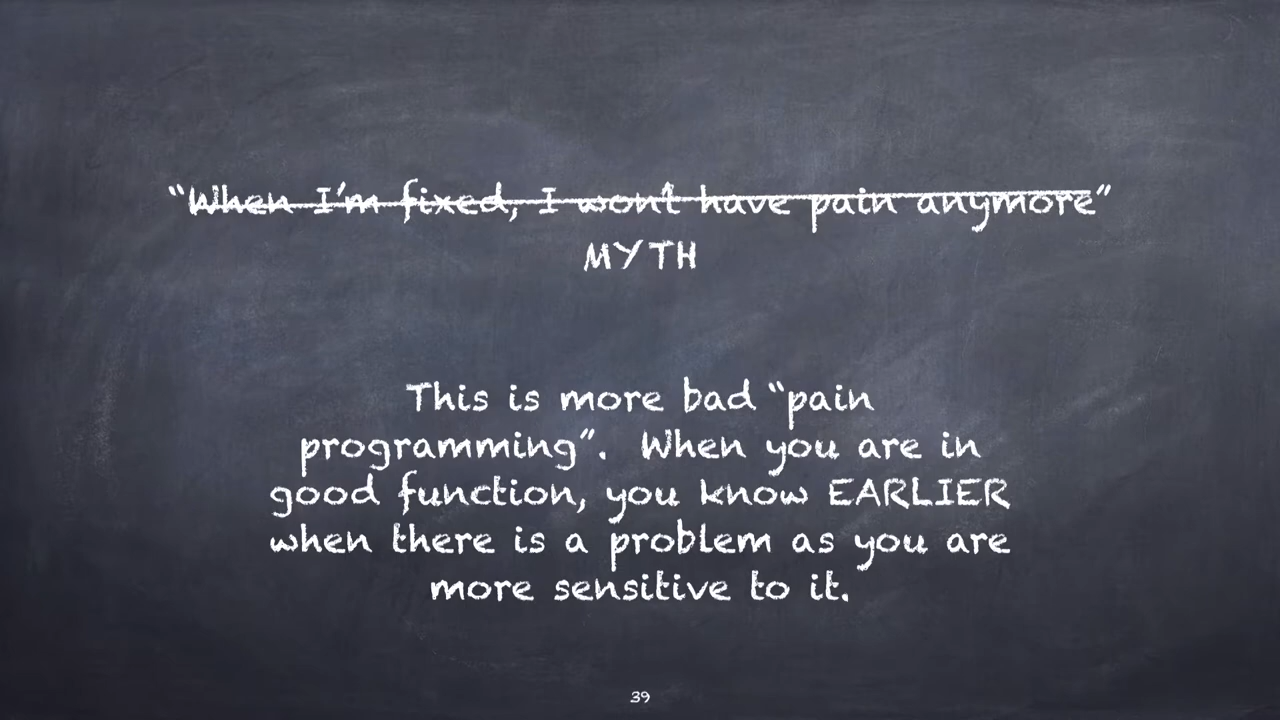 “When I’m fixed, I won’t have pain anymore”
MYTH
This is more bad “pain
programming”.  When you are in
good function, you know EARLIER
when there is a problem as you are
more sensitive to it.
39